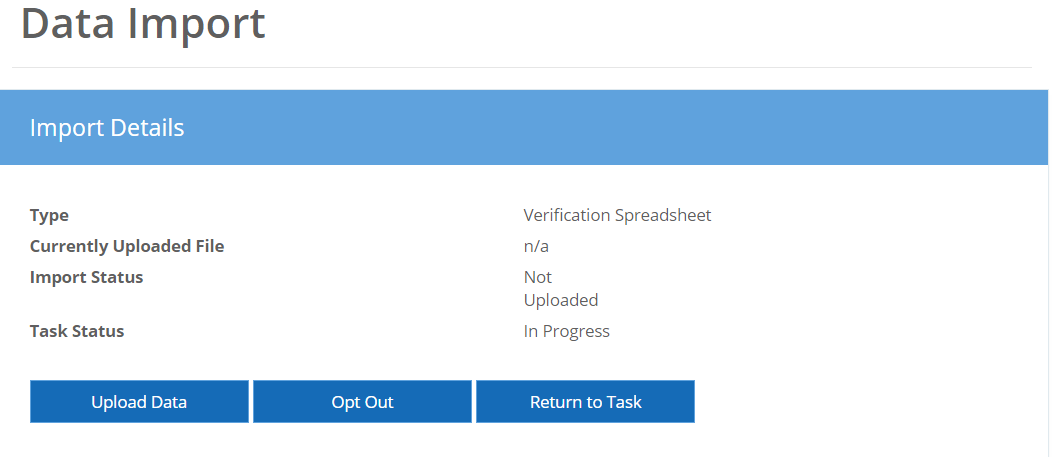 Data Import
Import Details
Type Verification Spreadsheet
Currently Uploaded File n/a
Import Status Not
Uploaded
Task Status In Progress
Upload Data Opt Out Return to Task